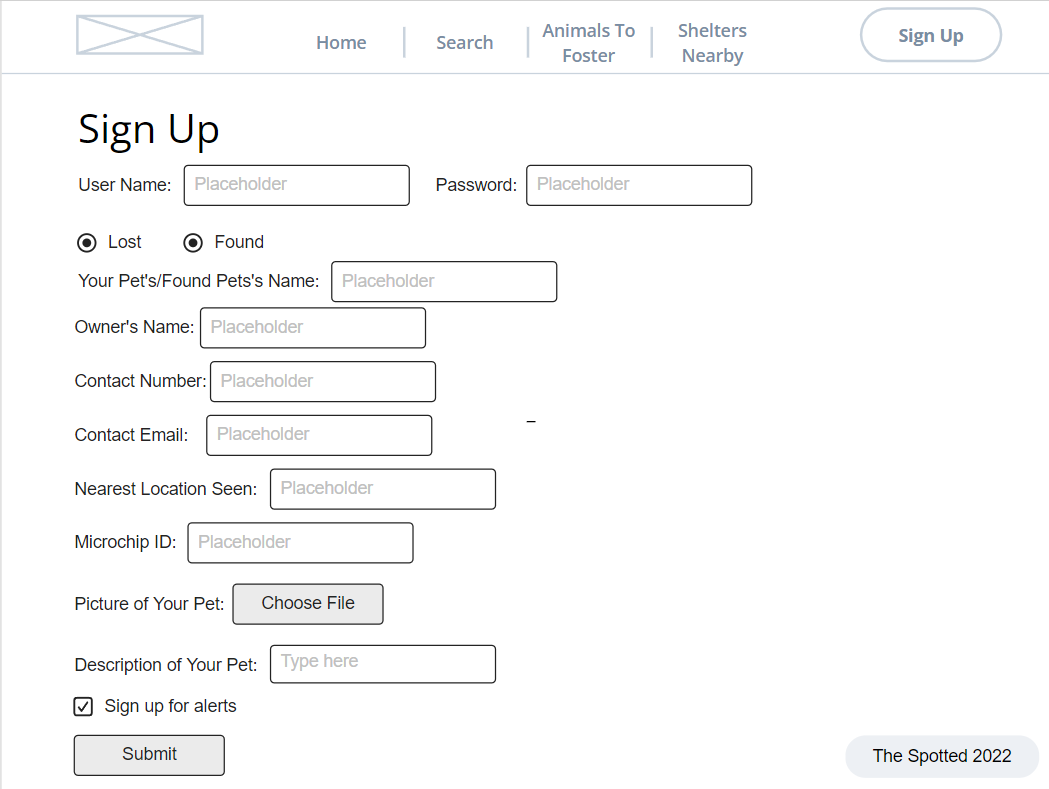 Home
Search
Animals To
Foster
Shelters
Nearby
Sign Up
Sign Up
User Name: Placeholder Password: Placeholder
Lost Found
Your Pet's/Found Pets's Name: Placeholder
Owner's Name: Placeholder
Contact Number: Placeholder
Contact Email: Placeholder
–
Nearest Location Seen: Placeholder
Microchip ID: Placeholder
Picture of Your Pet: Choose File
Description of Your Pet: Type here
Sign up for alerts
Submit
The Spotted 2022